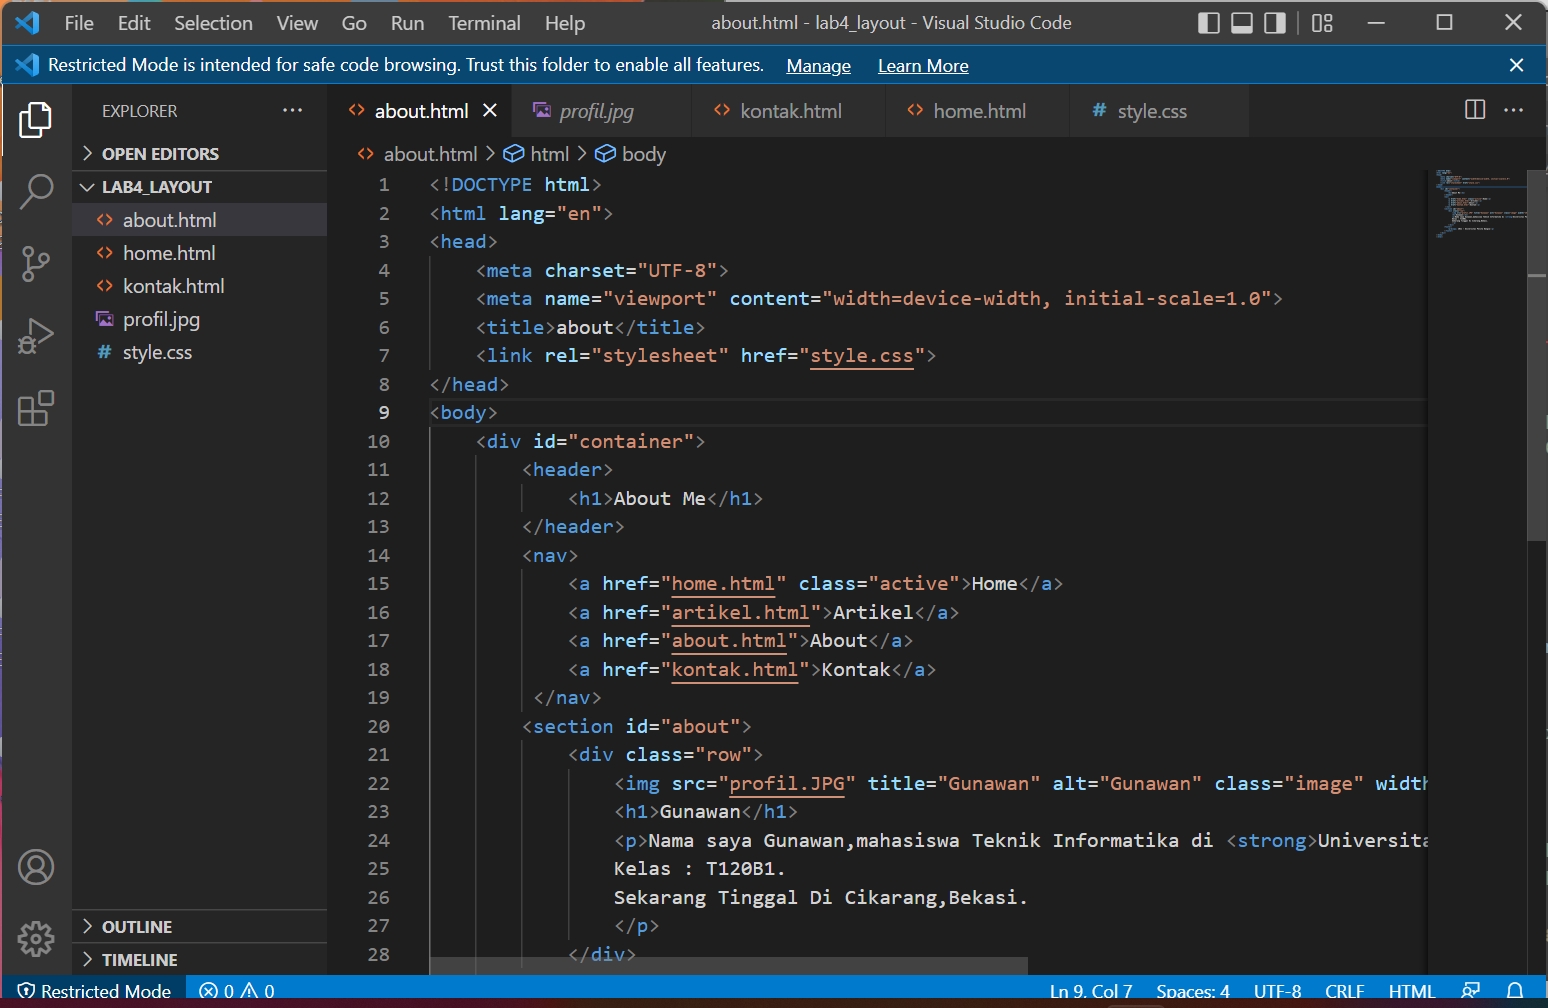 File Edit Selection View Go Run Terminal Help about.html - lab4_layout - Visual Studio Code
Restricted Mode is intended for safe code browsing. Trust this folder to enable all features. Manage Learn More
EXPLORER
OPEN EDITORS
LAB4_LAYOUT
about.html
home.html
kontak.html
profil.jpg
# style.css
OUTLINE
TIMELINE
about.html profil.jpg kontak.html home.html # style.css
about.html > html > body
1 <!DOCTYPE html>
2 <html lang="en">
3 <head>
4 <meta charset="UTF-8">
5 <meta name="viewport" content="width=device-width, initial-scale=1.0">
6 <title>about</title>
7 <link rel="stylesheet" href="style.css">
8 </head>
9 <body>
10 <div id="container">
11 <header>
12 <h1>About Me</h1>
13 </header>
14 <nav>
15 <a href="home.html" class="active">Home</a>
16 <a href="artikel.html">Artikel</a>
17 <a href="about.html">About</a>
18 <a href="kontak.html">Kontak</a>
19 </nav>
20 <section id="about">
21 <div class="row">
22 <img src="profil.JPG" title="Gunawan" alt="Gunawan" class="image" width
23 <h1>Gunawan</h1>
24 <p>Nama saya Gunawan,mahasiswa Teknik Informatika di <strong>Universita
25 Kelas : T120B1.
26 Sekarang Tinggal Di Cikarang,Bekasi.
27 </p>
28 </div>
Restricted Mode 0 0 Ln 9, Col 7 Spaces: 4 UTF-8 CRLF HTML